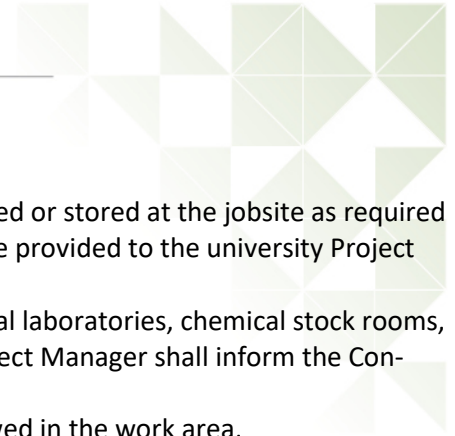 ed or stored at the jobsite as required
e provided to the university Project
al laboratories, chemical stock rooms,
ect Manager shall inform the Con-
ved in the work area.